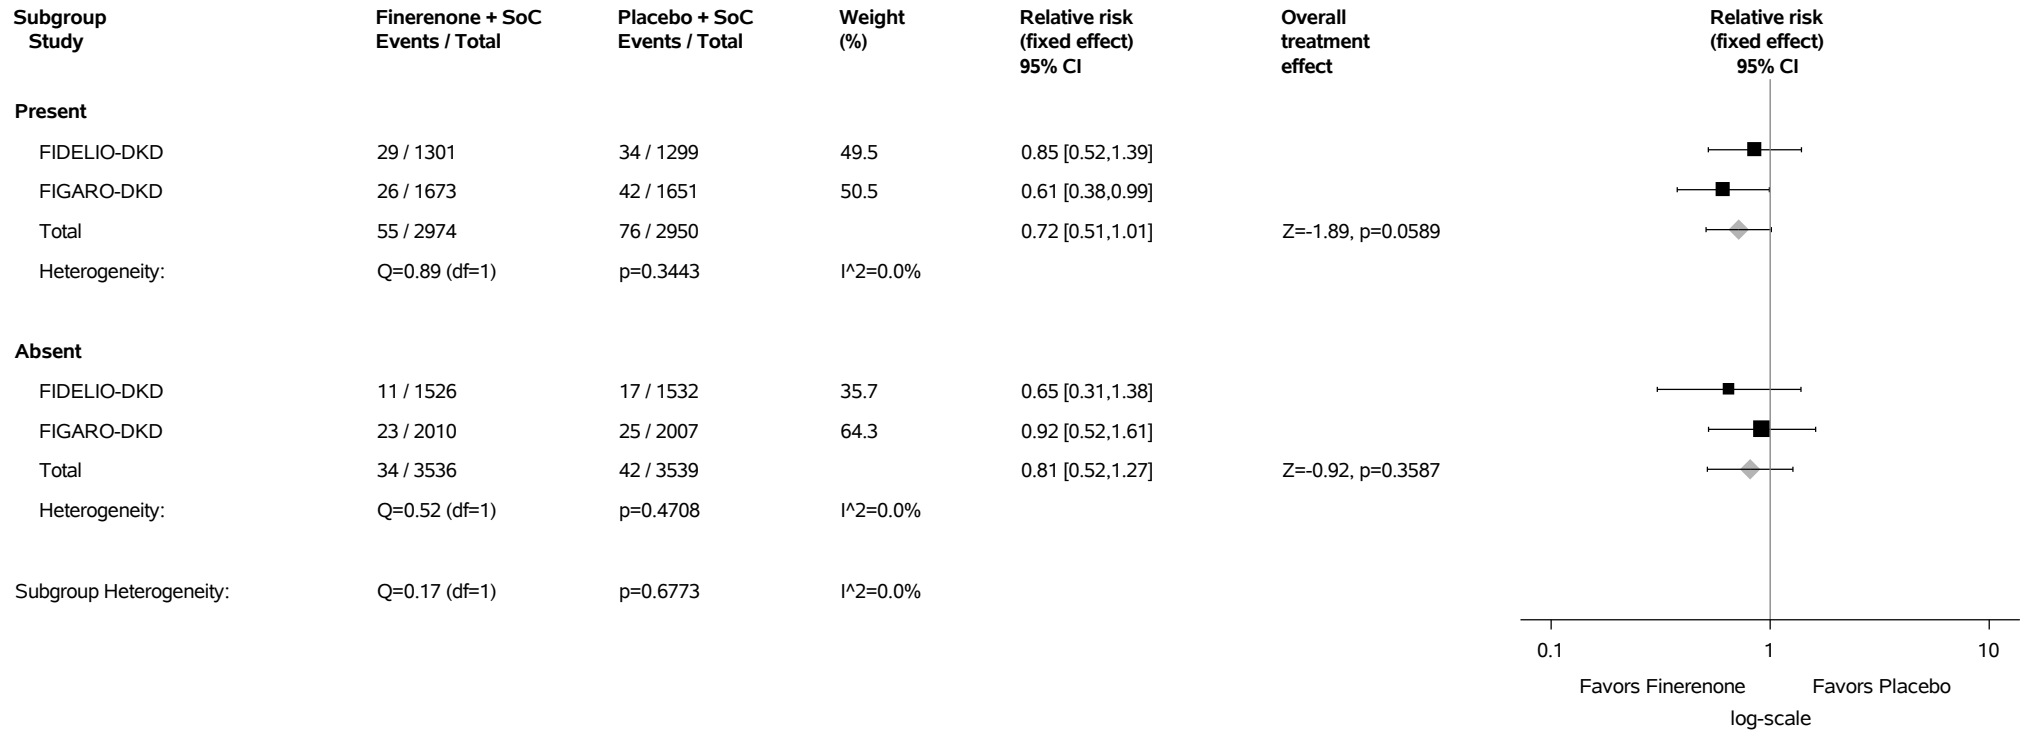 Subgroup Finerenone + SoC Placebo + SoC Weight Relative risk Overall Relative risk
Study Events / Total Events / Total (%) (fixed effect) treatment (fixed effect)
95% CI effect 95% CI
Present
FIDELIO-DKD 29 / 1301 34 / 1299 49.5 0.85 [0.52,1.39]
FIGARO-DKD 26 / 1673 42 / 1651 50.5 0.61 [0.38,0.99]
Total 55 / 2974 76 / 2950 0.72 [0.51,1.01] Z=-1.89, p=0.0589
Heterogeneity: Q=0.89 (df=1) p=0.3443 I^2=0.0%
Absent
FIDELIO-DKD 11 / 1526 17 / 1532 35.7 0.65 [0.31,1.38]
FIGARO-DKD 23 / 2010 25 / 2007 64.3 0.92 [0.52,1.61]
Total 34 / 3536 42 / 3539 0.81 [0.52,1.27] Z=-0.92, p=0.3587
Heterogeneity: Q=0.52 (df=1) p=0.4708 I^2=0.0%
Subgroup Heterogeneity: Q=0.17 (df=1) p=0.6773 I^2=0.0%
0.1 1 10
Favors Finerenone Favors Placebo
log-scale